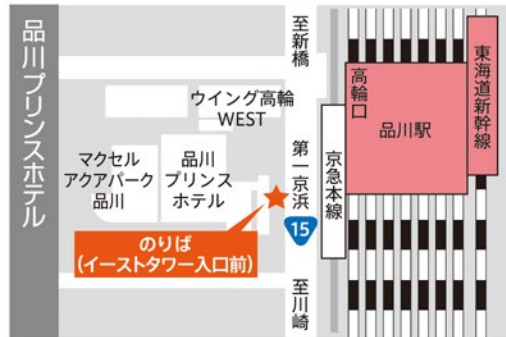 品川プリンスホテル
至新橋
東海道新幹線
高輪口
品川駅
ウイング高輪
WEST
第一京浜
京急本線
マクセル
アクアパーク
品川
品川
プリンス
ホテル
15
のりば
(イーストタワー入口前)
至川崎